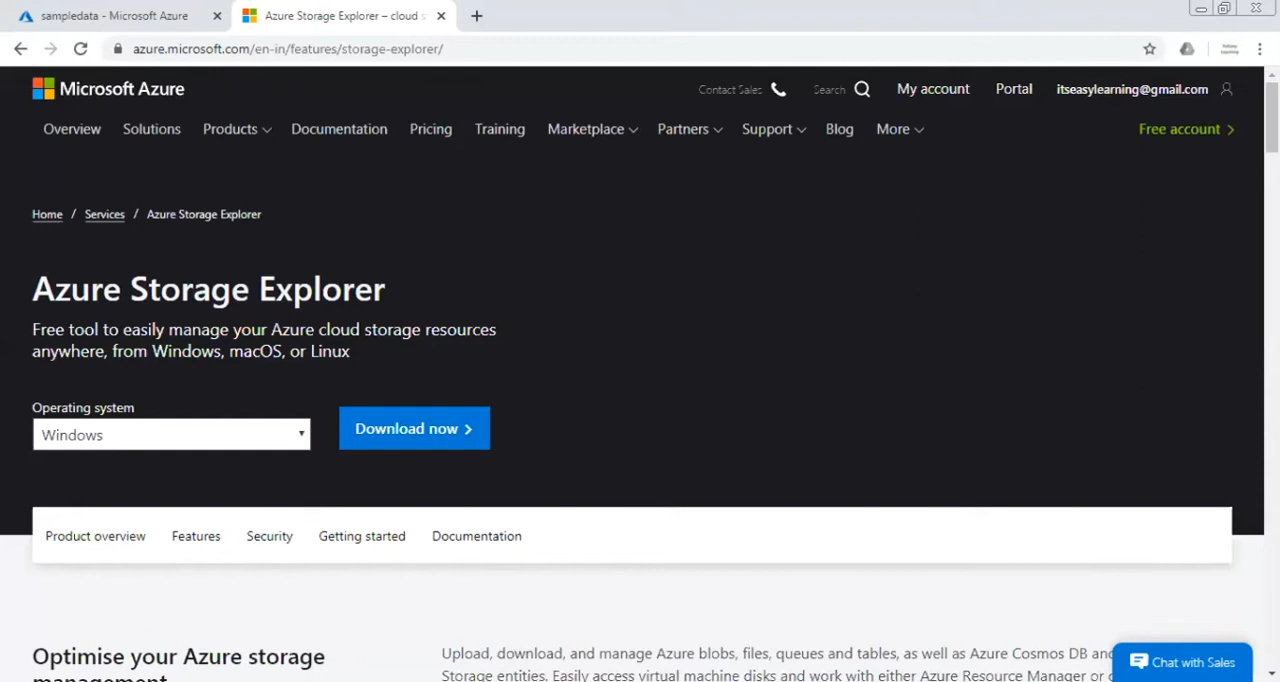 sampledata - Microsoft Azure
Azure Storage Explorer – cloud s
azure.microsoft.com/en-in/features/storage-explorer/
Microsoft Azure
Contact Sales
Search
My account
Portal
itseasylearning@gmail.com
Overview
Solutions
Products
Documentation
Pricing
Training
Marketplace
Partners
Support
Blog
More
Free account
Home / Services / Azure Storage Explorer
Azure Storage Explorer
Free tool to easily manage your Azure cloud storage resources
anywhere, from Windows, macOS, or Linux
Operating system
Windows
Download now
Product overview
Features
Security
Getting started
Documentation
Optimise your Azure storage
management
Upload, download, and manage Azure blobs, files, queues and tables, as well as Azure Cosmos DB and
Storage entities. Easily access virtual machine disks and work with either Azure Resource Manager or
Chat with Sales